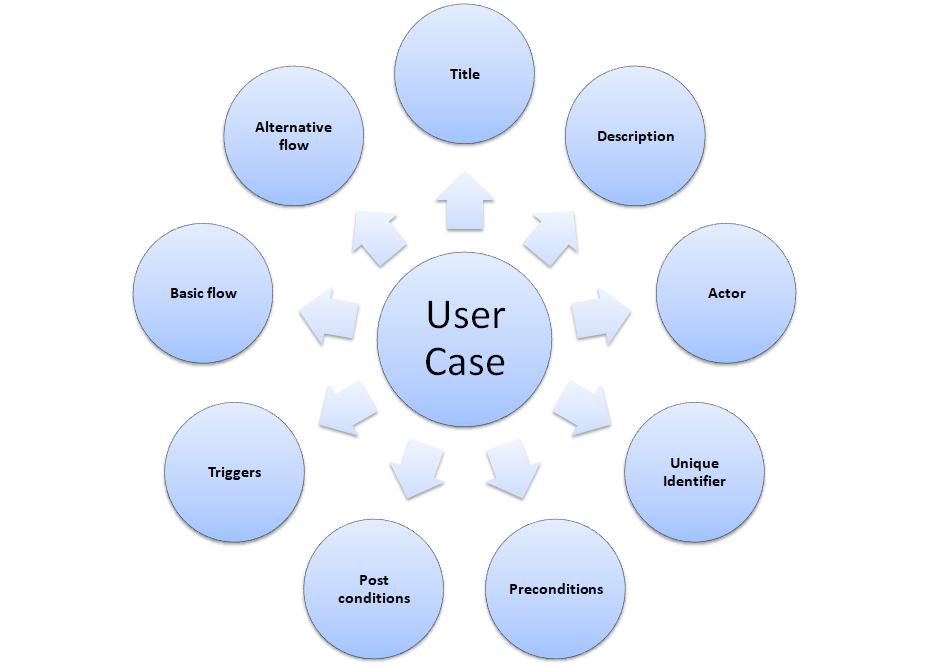 Title
Description
Actor
Unique
Identifier
Preconditions
Post
conditions
Triggers
Basic flow
Alternative
flow
User
Case